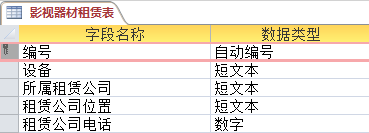 影视器材租赁表
字段名称 数据类型
编号 自动编号
设备 短文本
所属租赁公司 短文本
租赁公司位置 短文本
租赁公司电话 数字